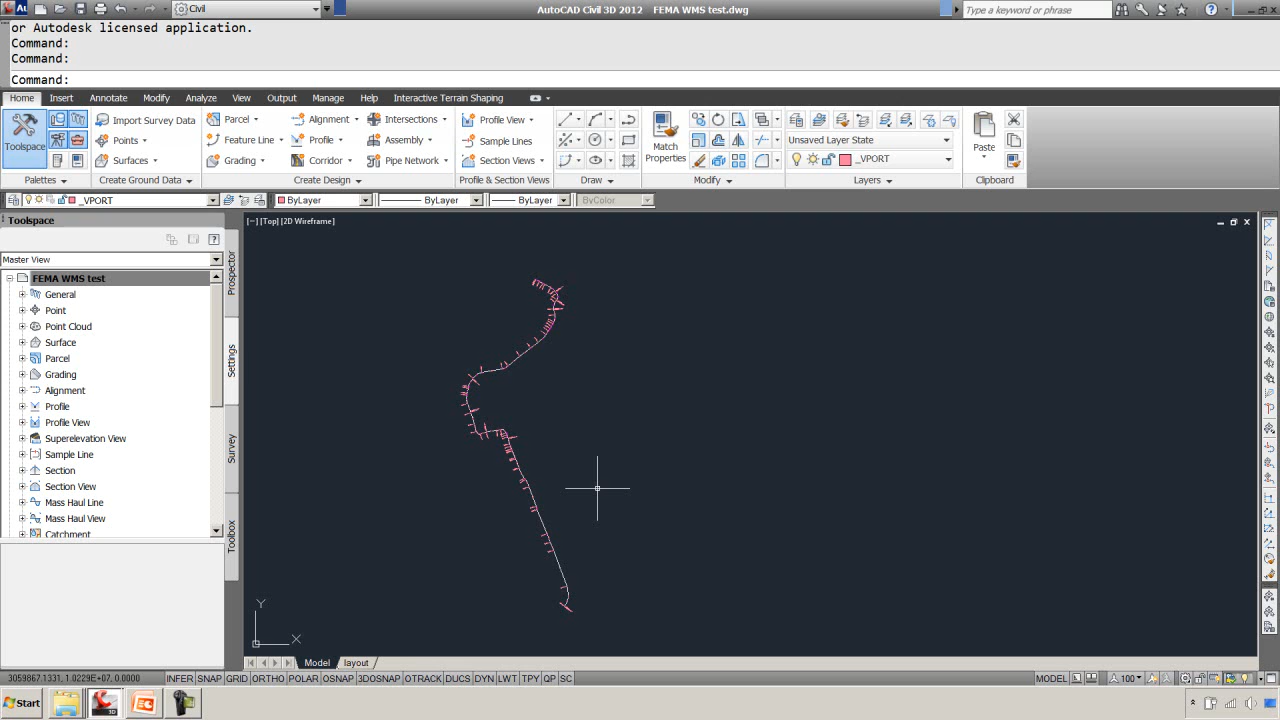 Civil
AutoCAD Civil 3D 2012 FEMA WMS test.dwg
Type a keyword or phrase
or Autodesk licensed application.
Command:
Command:
Command:
Home Insert Annotate Modify Analyze View Output Manage Help Interactive Terrain Shaping
Toolspace
Import Survey Data
Points
Surfaces
Parcel
Feature Line
Grading
Alignment
Profile
Corridor
Intersections
Assembly
Pipe Network
Profile View
Sample Lines
Section Views
Match
Properties
Unsaved Layer State
_VPORT
Paste
Palettes Create Ground Data Create Design Profile & Section Views Draw Modify Layers Clipboard
_VPORT ByLayer ByLayer ByLayer ByColor
Toolspace
[−] [Top] [2D Wireframe]
Master View
FEMA WMS test
General
Point
Point Cloud
Surface
Parcel
Grading
Alignment
Profile
Profile View
Superelevation View
Sample Line
Section
Section View
Mass Haul Line
Mass Haul View
Catchment
Prospector
Settings
Survey
Toolbox
Y
X
Model layout
3059867.1331, 1.0229E+07, 0.0000 INFER SNAP GRID ORTHO POLAR OSNAP 3DOSNAP OTRACK DUCS DYN LWT TPY QP SC MODEL 100
Start